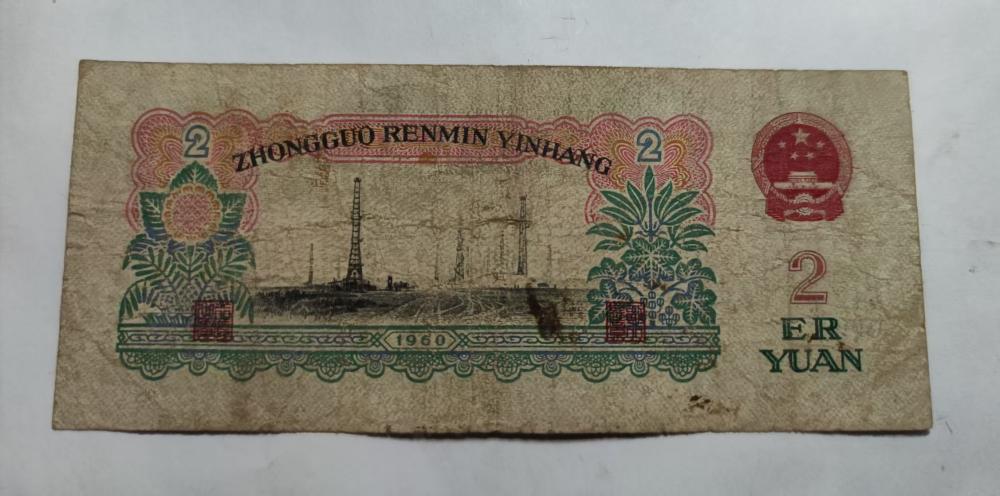 2
ZHONGGUO RENMIN YINHANG
2
1960
2
ER
YUAN